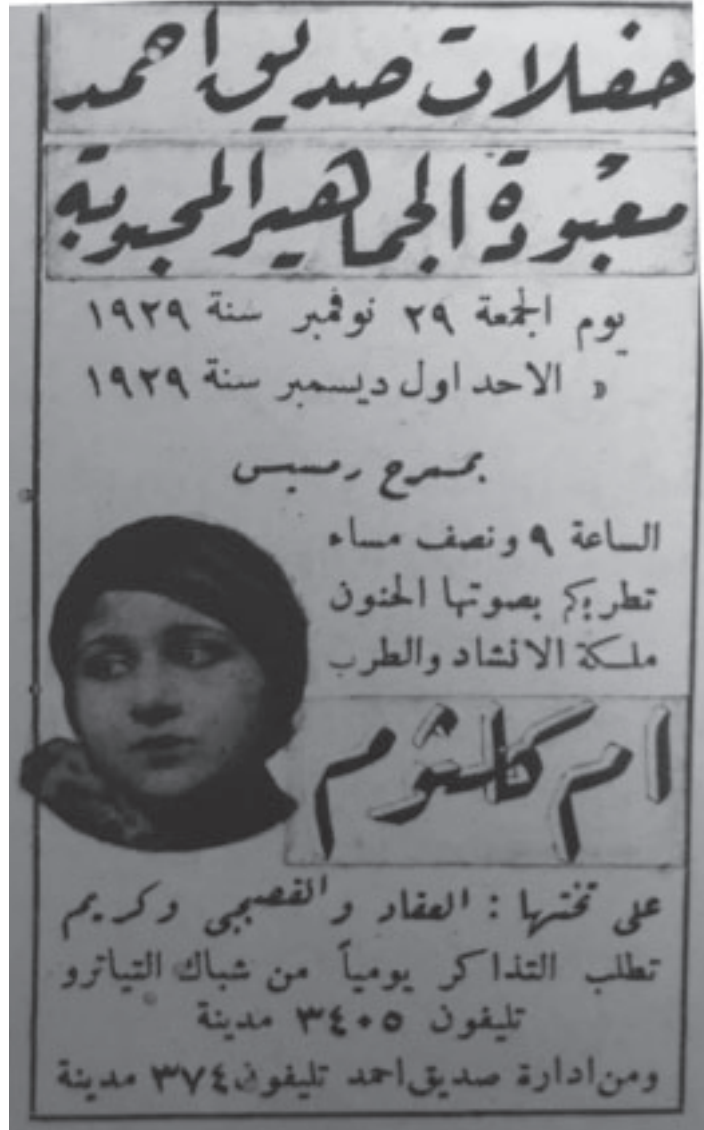 حفلات صديق احمد
معبودة الجماهير المحبوبة
يوم الجمعة ٢٩ نوفمبر سنة ١٩٢٩
« الاحد اول ديسمبر سنة ١٩٢٩
بمسرح رمسيس
الساعة ٩ ونصف مساء
تطربكم بصوتها الحنون
ملكة الانشاد والطرب
ام كلثوم
على تختها : العقاد والقصبجى وكريم
تطلب التذاكر يومياً من شباك التياترو
تليفون ٣٤٠٥ مدينة
ومن ادارة صديق احمد تليفون ٣٧٤ مدينة